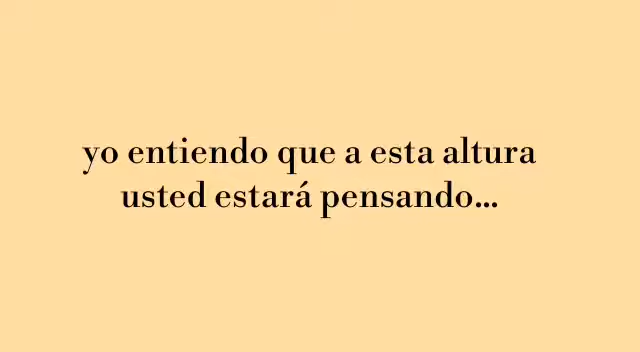 yo entiendo que a esta altura
usted estará pensando...